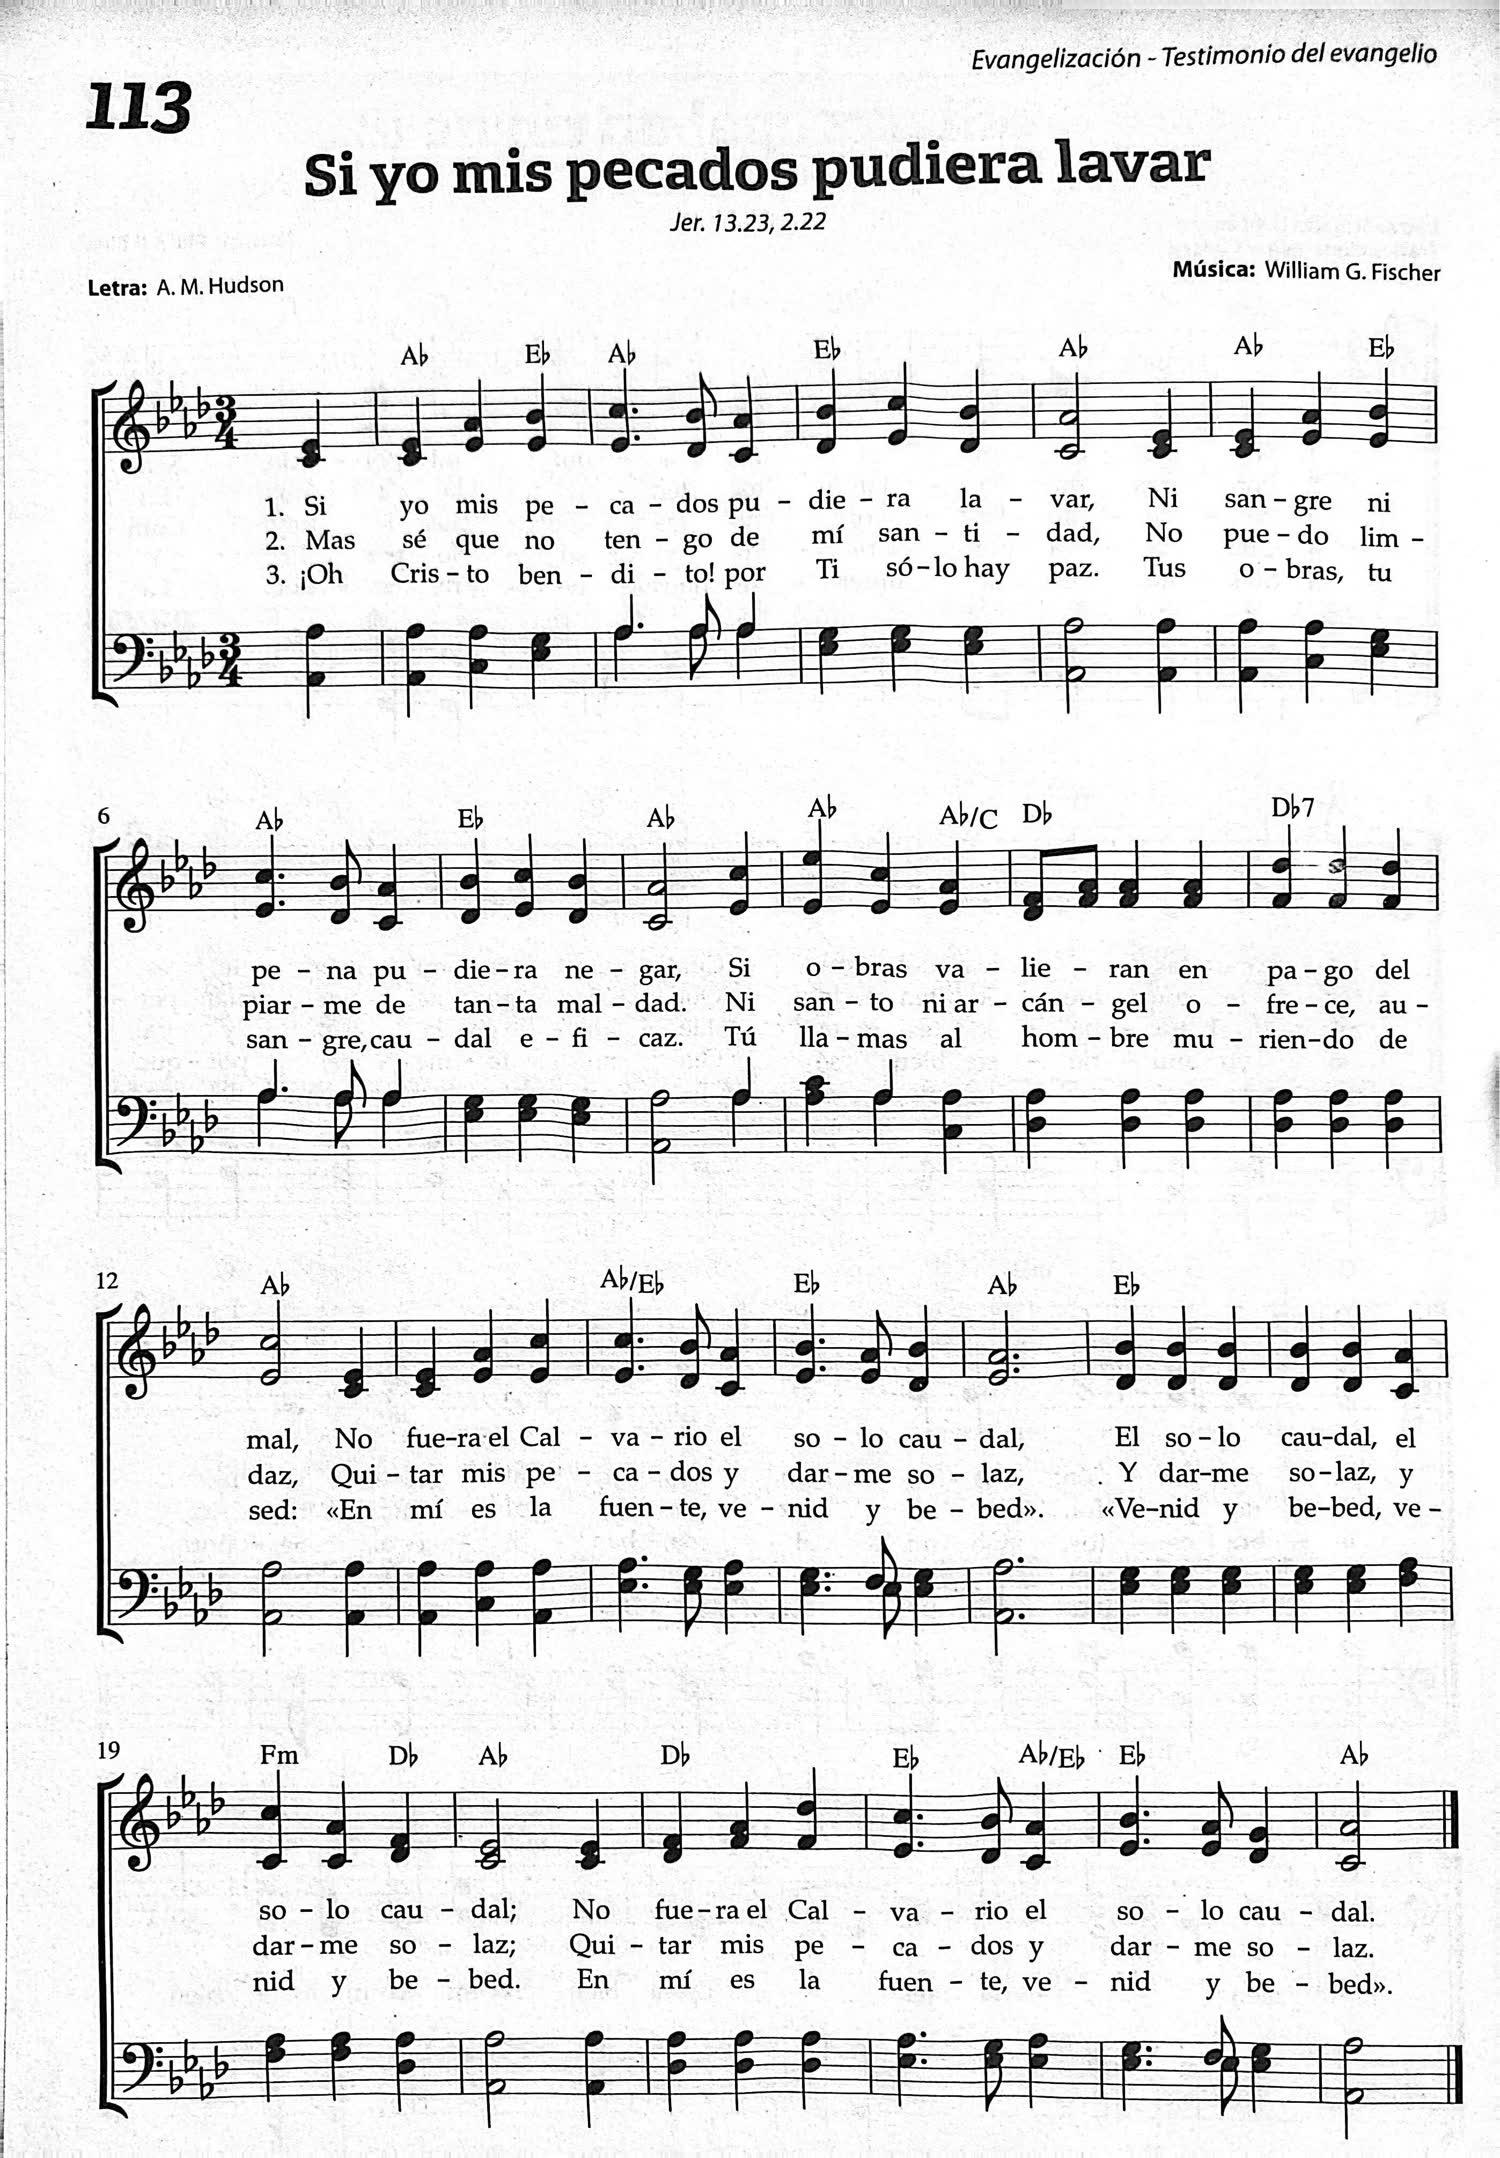 Evangelización - Testimonio del evangelio
113
Si yo mis pecados pudiera lavar
Jer. 13.23, 2.22
Letra: A. M. Hudson
Música: William G. Fischer
A♭ E♭ A♭ E♭ A♭ A♭ E♭
3/4
1. Si yo mis pe – ca – dos pu – die – ra la – var, Ni san – gre ni
2. Mas sé que no ten – go de mí san – ti – dad, No pue – do lim –
3. ¡Oh Cris – to ben – di – to! por Ti só – lo hay paz. Tus o – bras, tu
3/4
6
A♭ E♭ A♭ A♭ A♭/C D♭ D♭7
pe – na pu – die – ra ne – gar, Si o – bras va – lie – ran en pa – go del
piar – me de tan – ta mal – dad. Ni san – to ni ar – cán – gel o – fre – ce, au –
san – gre, cau – dal e – fi – caz. Tú lla – mas al hom – bre mu – rien – do de
12
A♭ A♭/E♭ E♭ A♭ E♭
mal, No fue – ra el Cal – va – rio el so – lo cau – dal, El so – lo cau – dal, el
daz, Qui – tar mis pe – ca – dos y dar – me so – laz, Y dar – me so – laz, y
sed: «En mí es la fuen – te, ve – nid y be – bed». «Ve – nid y be – bed, ve –
19
Fm D♭ A♭ D♭ E♭ A♭/E♭ E♭ A♭
so – lo cau – dal; No fue – ra el Cal – va – rio el so – lo cau – dal.
dar – me so – laz; Qui – tar mis pe – ca – dos y dar – me so – laz.
nid y be – bed. En mí es la fuen – te, ve – nid y be – bed».